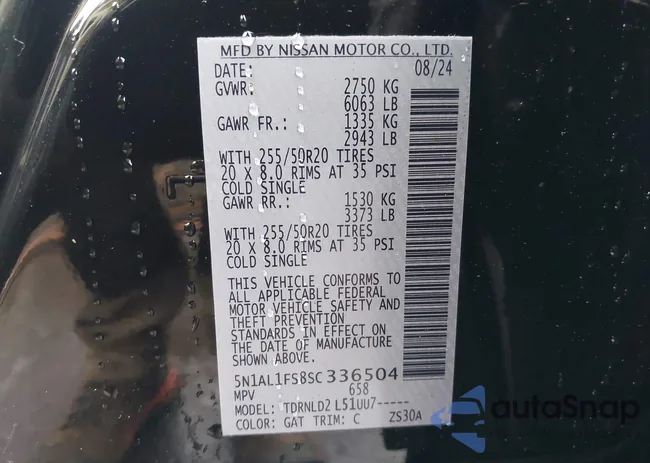 MFD BY NISSAN MOTOR CO., LTD.
DATE: 08/24
GVWR: 2750 KG
6063 LB
GAWR FR.: 1335 KG
2943 LB
WITH 255/50R20 TIRES
20 X 8.0 RIMS AT 35 PSI
COLD SINGLE
GAWR RR.: 1530 KG
3373 LB
WITH 255/50R20 TIRES
20 X 8.0 RIMS AT 35 PSI
COLD SINGLE
THIS VEHICLE CONFORMS TO
ALL APPLICABLE FEDERAL
MOTOR VEHICLE SAFETY AND
THEFT PREVENTION
STANDARDS IN EFFECT ON
THE DATE OF MANUFACTURE
SHOWN ABOVE.
5N1AL1FS8SC336504
MPV 658
MODEL: TDRNLD2 L51UU7-----
COLOR: GAT TRIM: C ZS30A
autoSnap